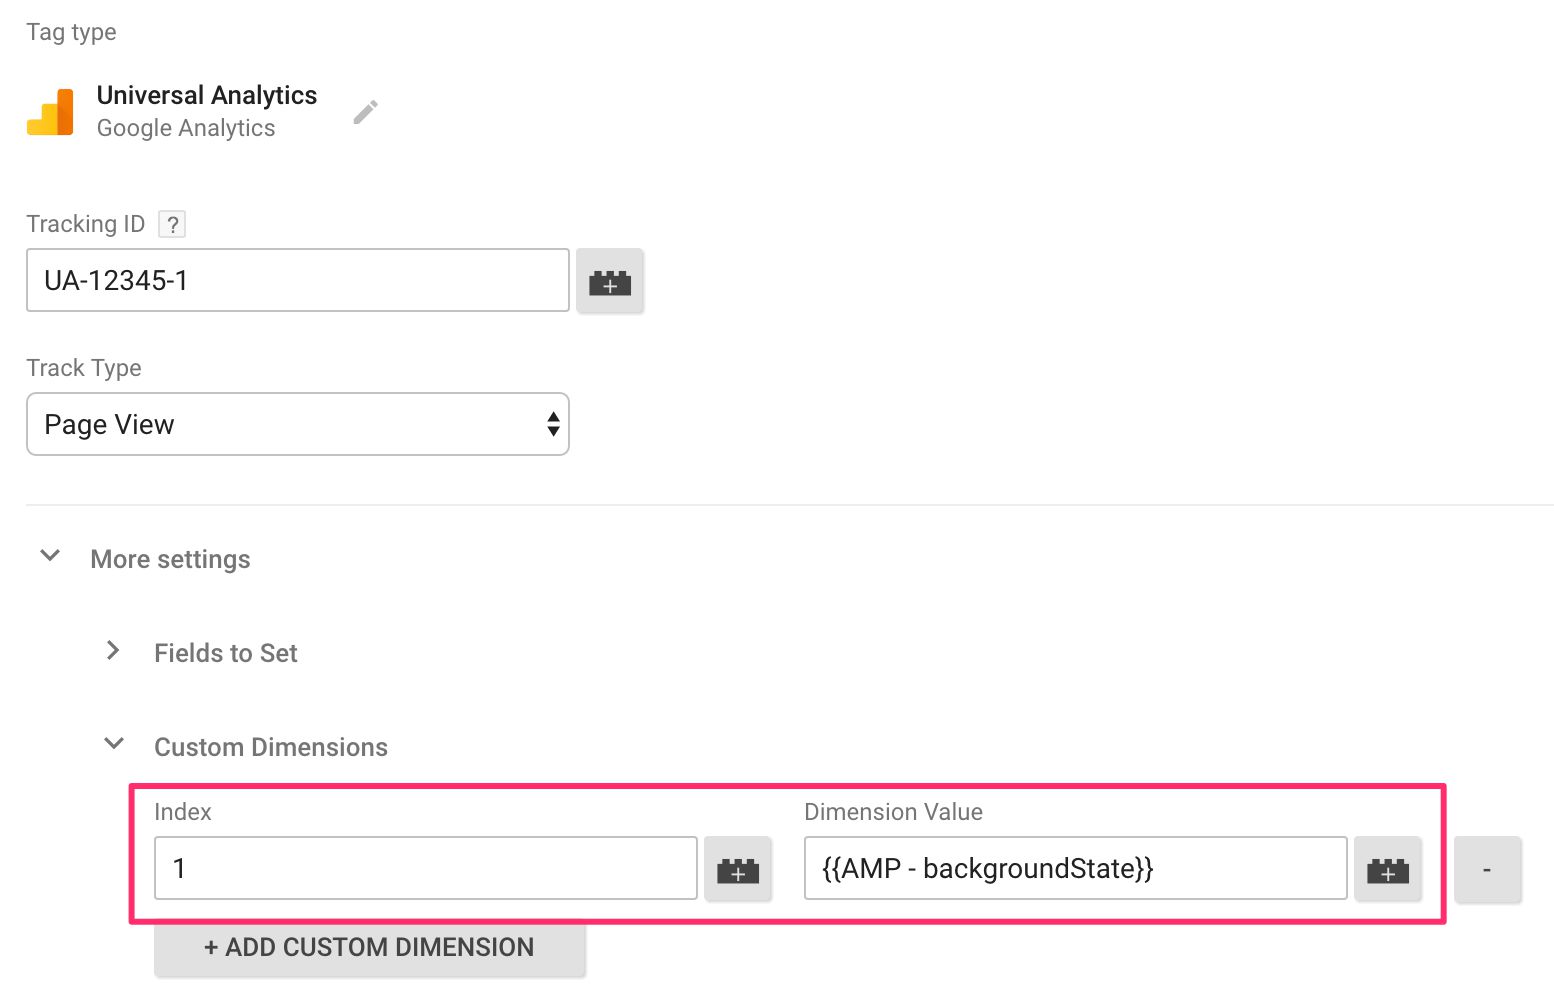 Tag type
Universal Analytics
Google Analytics
Tracking ID ?
UA-12345-1
Track Type
Page View
More settings
Fields to Set
Custom Dimensions
Index Dimension Value
1 {{AMP - backgroundState}} -
+ ADD CUSTOM DIMENSION